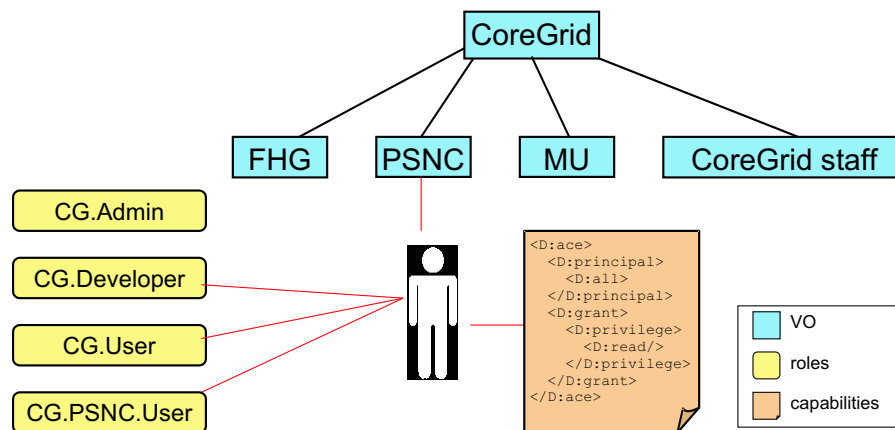 CoreGrid
FHG
PSNC
MU
CoreGrid staff
CG.Admin
CG.Developer
CG.User
CG.PSNC.User
<D:ace>
  <D:principal>
    <D:all>
  </D:principal>
  <D:grant>
    <D:privilege>
      <D:read/>
    </D:privilege>
  </D:grant>
</D:ace>
VO
roles
capabilities